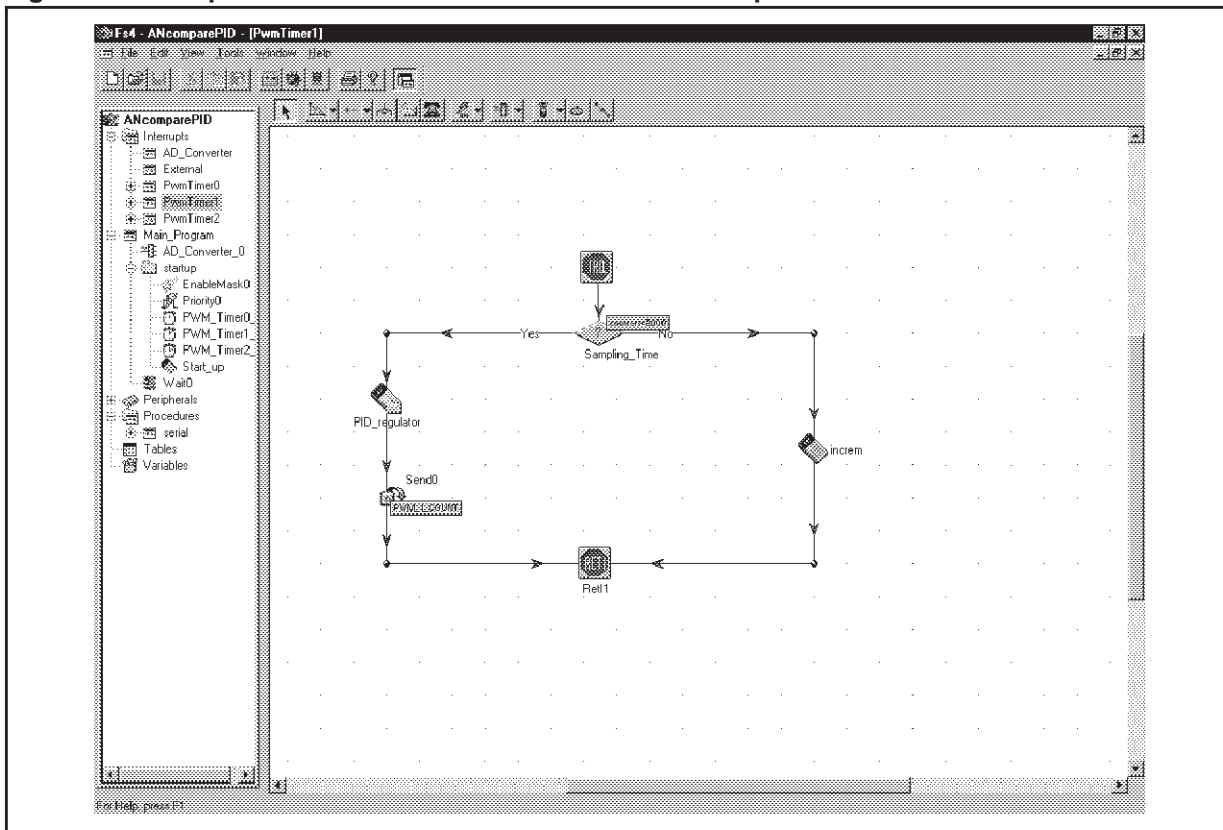 Fs4 - ANcomparePID - [PwmTimer1]
File Edit View Tools Window Help
ANcomparePID
Interrupts
AD_Converter
External
PwmTimer0
PwmTimer1
PwmTimer2
Main_Program
AD_Converter_0
startup
EnableMask0
Priority0
PWM_Timer0_
PWM_Timer1_
PWM_Timer2_
Start_up
Wait0
Peripherals
Procedures
serial
Tables
Variables
Yes
No
Sampling_Time
PID_regulator
increm
Send0
RetI1
For Help, press F1